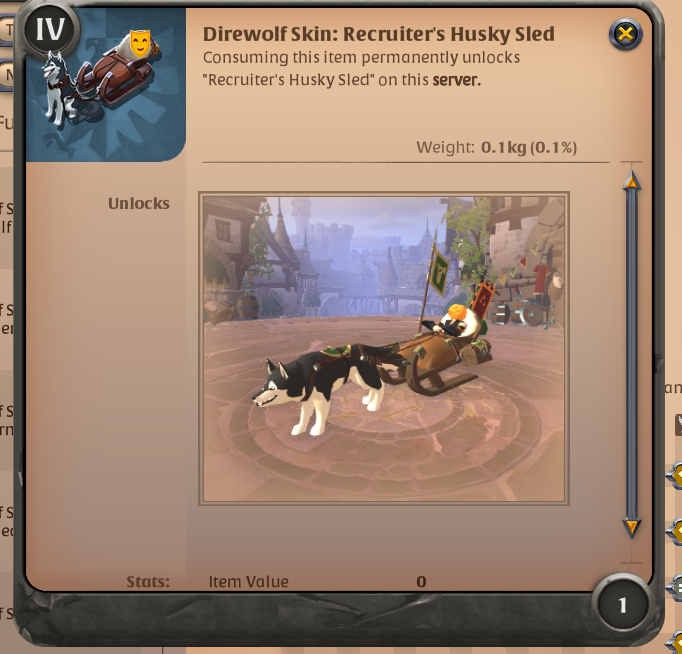 IV
Direwolf Skin: Recruiter's Husky Sled
Consuming this item permanently unlocks
"Recruiter's Husky Sled" on this server.
Weight: 0.1kg (0.1%)
Unlocks
Stats:
Item Value
0
1